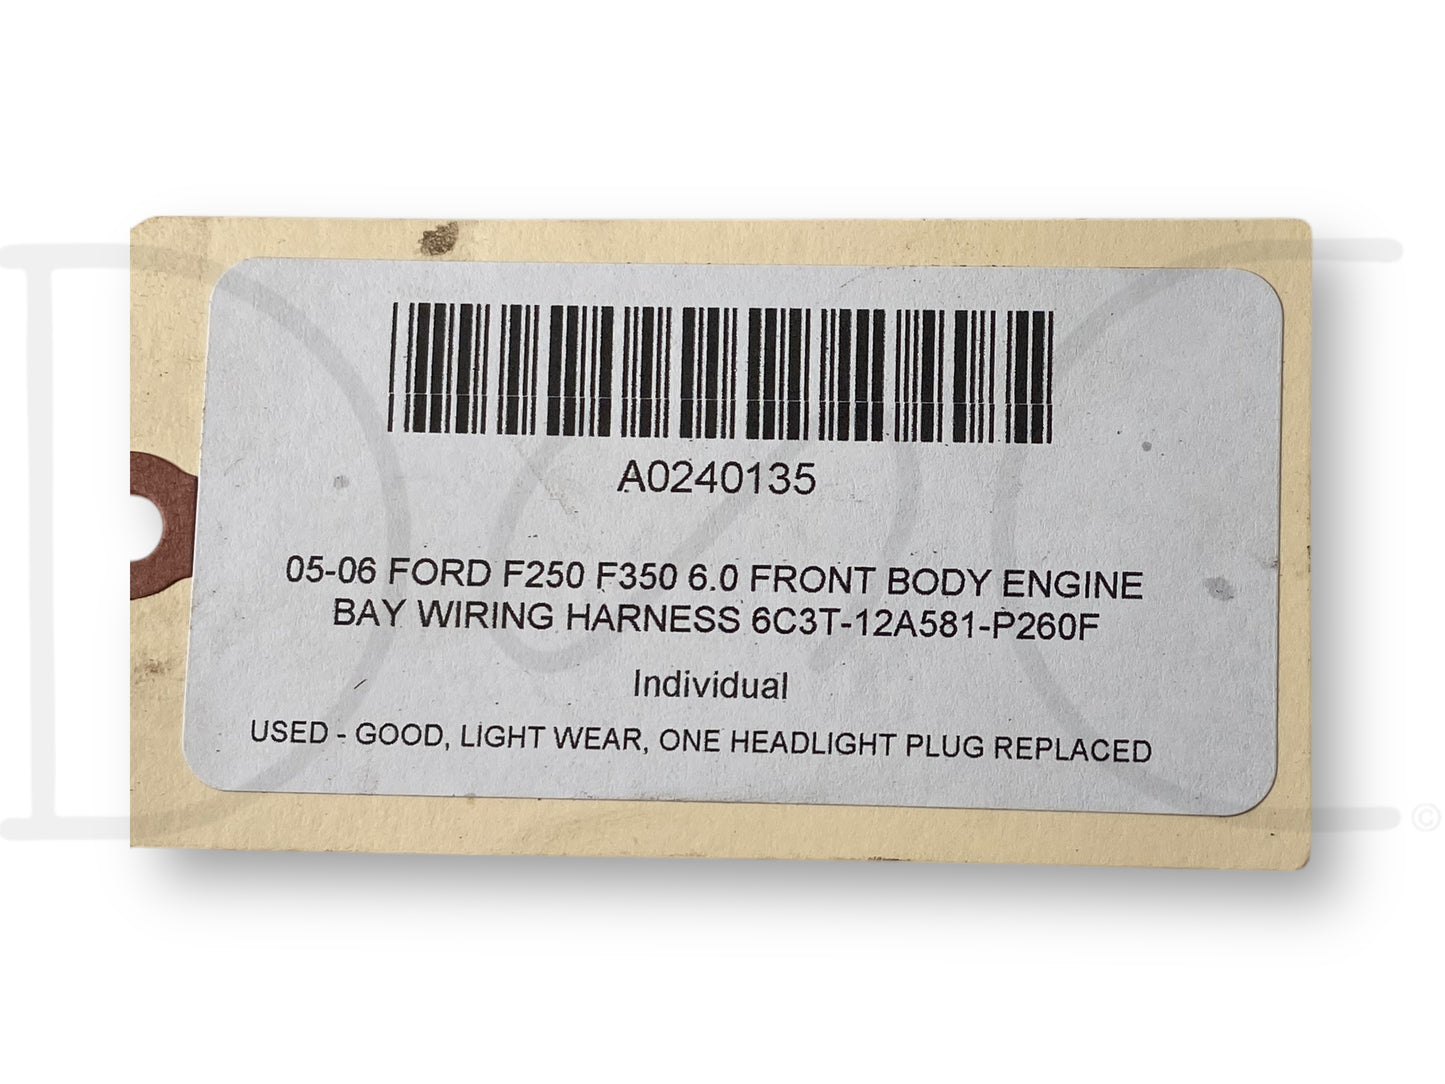 A0240135
05-06 FORD F250 F350 6.0 FRONT BODY ENGINE
BAY WIRING HARNESS 6C3T-12A581-P260F
Individual
USED - GOOD, LIGHT WEAR, ONE HEADLIGHT PLUG REPLACED
©